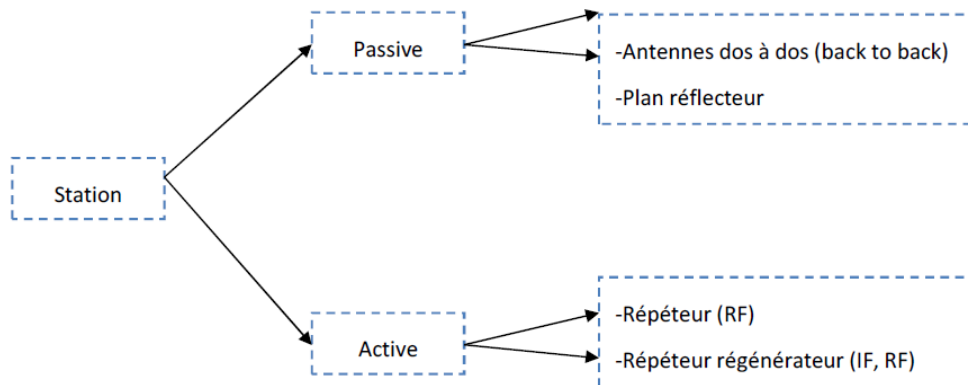 Passive
-Antennes dos à dos (back to back)
-Plan réflecteur
Station
Active
-Répéteur (RF)
-Répéteur régénérateur (IF, RF)